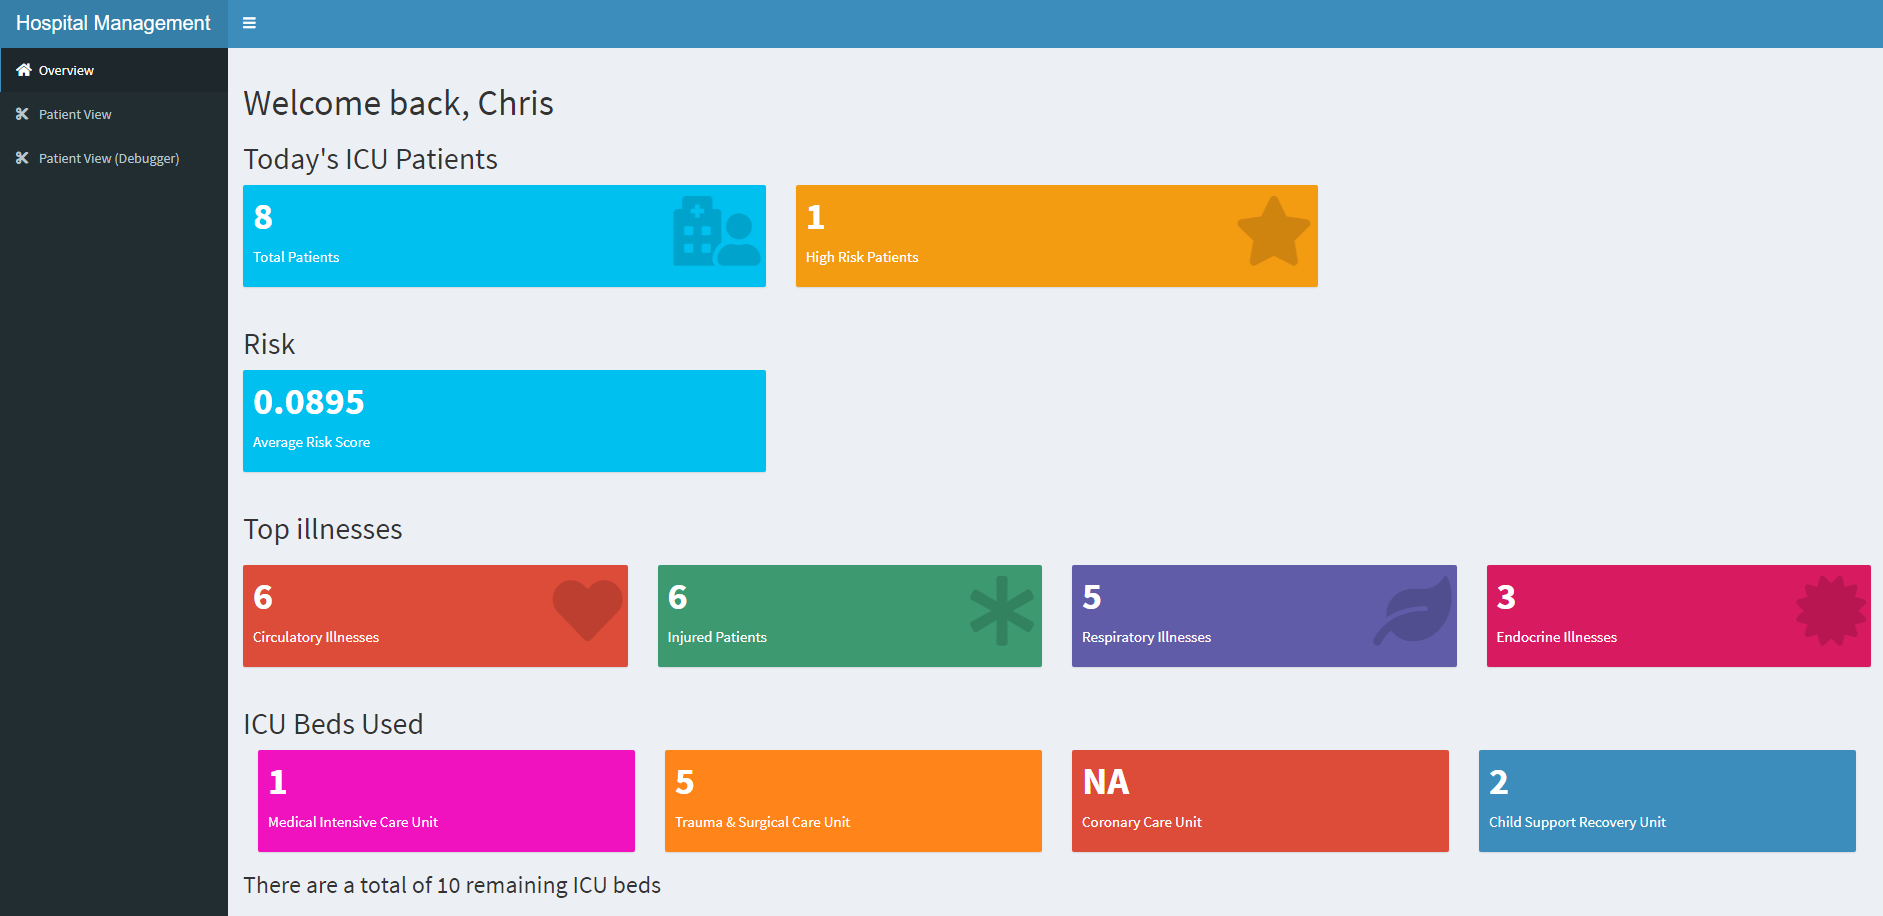 Hospital Management
Overview
Patient View
Patient View (Debugger)
Welcome back, Chris
Today's ICU Patients
8
Total Patients
1
High Risk Patients
Risk
0.0895
Average Risk Score
Top illnesses
6
Circulatory Illnesses
6
Injured Patients
5
Respiratory Illnesses
3
Endocrine Illnesses
ICU Beds Used
1
Medical Intensive Care Unit
5
Trauma & Surgical Care Unit
NA
Coronary Care Unit
2
Child Support Recovery Unit
There are a total of 10 remaining ICU beds